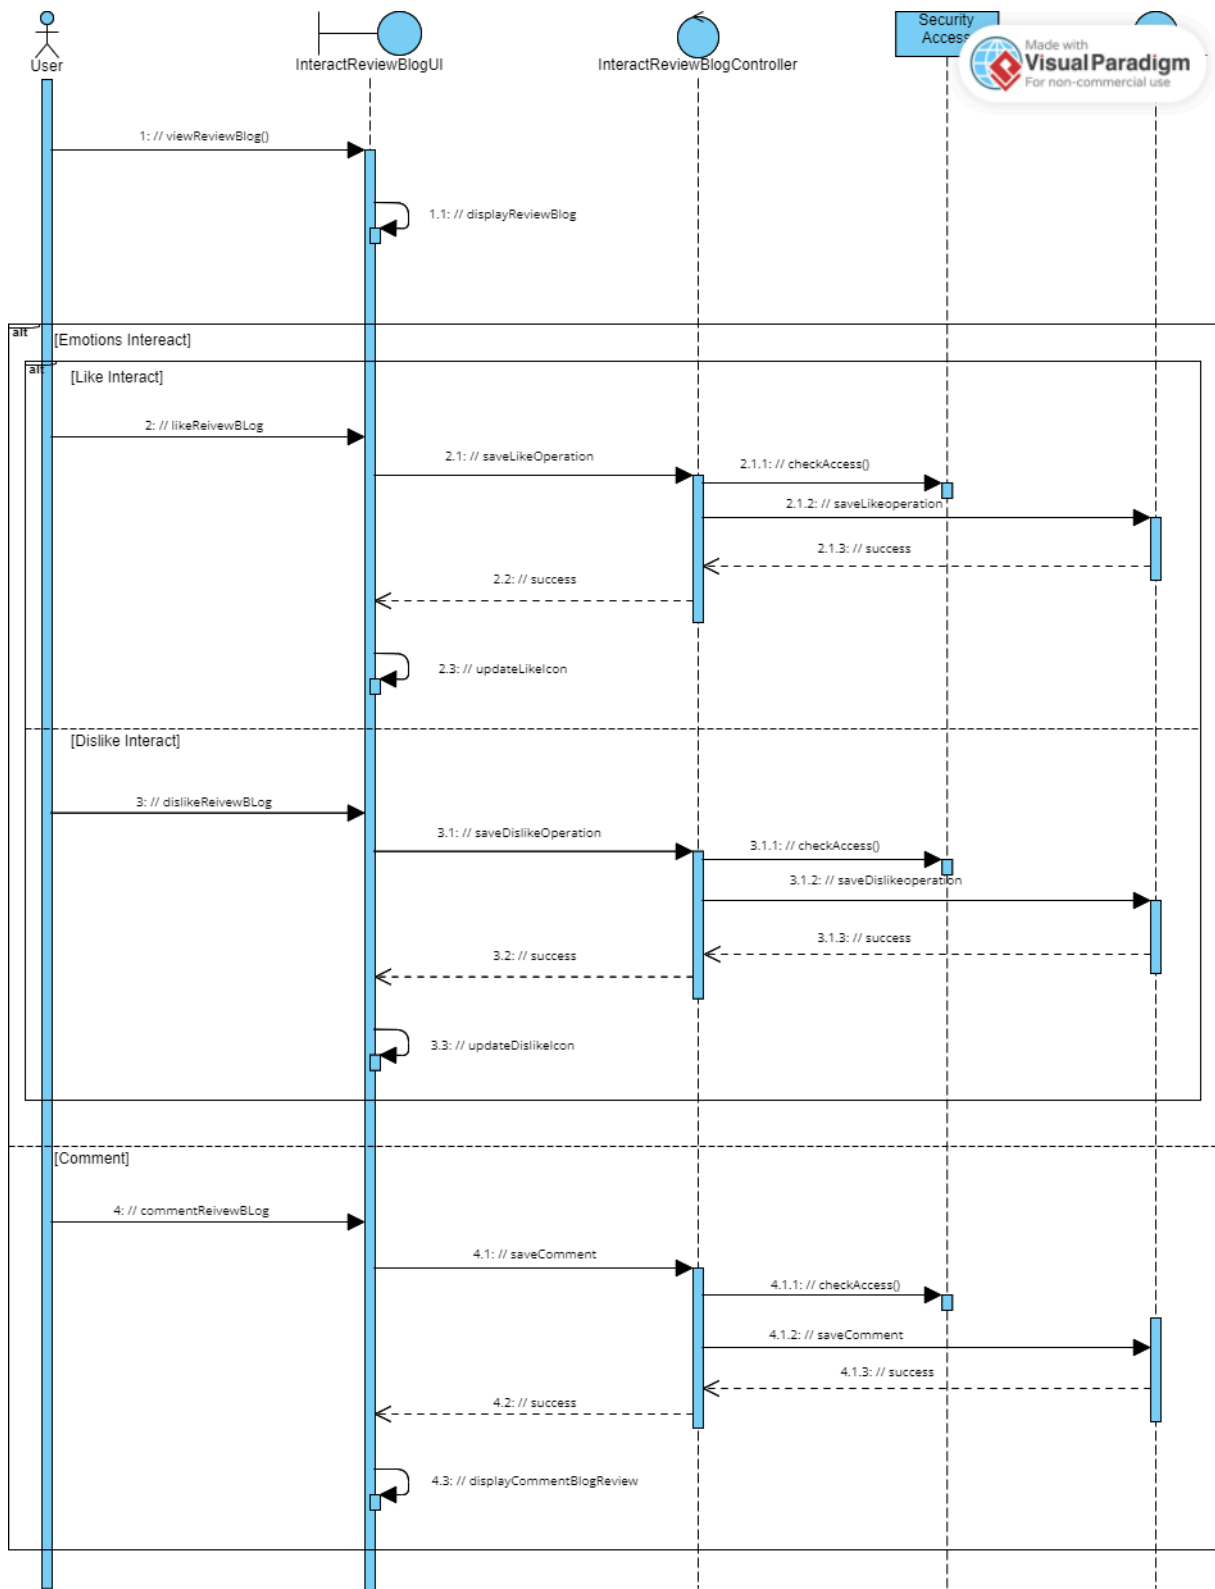 Security
Access
Made with
VisualParadigm
For non-commercial use
User
InteractReviewBlogUI
InteractReviewBlogController
1: // viewReviewBlog()
1.1: // displayReviewBlog
alt
[Emotions Intereact]
alt
[Like Interact]
2: // likeReivewBLog
2.1: // saveLikeOperation
2.1.1: // checkAccess()
2.1.2: // saveLikeoperation
2.1.3: // success
2.2: // success
2.3: // updateLikeIcon
[Dislike Interact]
3: // dislikeReivewBLog
3.1: // saveDislikeOperation
3.1.1: // checkAccess()
3.1.2: // saveDislikeoperation
3.1.3: // success
3.2: // success
3.3: // updateDislikeIcon
[Comment]
4: // commentReivewBLog
4.1: // saveComment
4.1.1: // checkAccess()
4.1.2: // saveComment
4.1.3: // success
4.2: // success
4.3: // displayCommentBlogReview